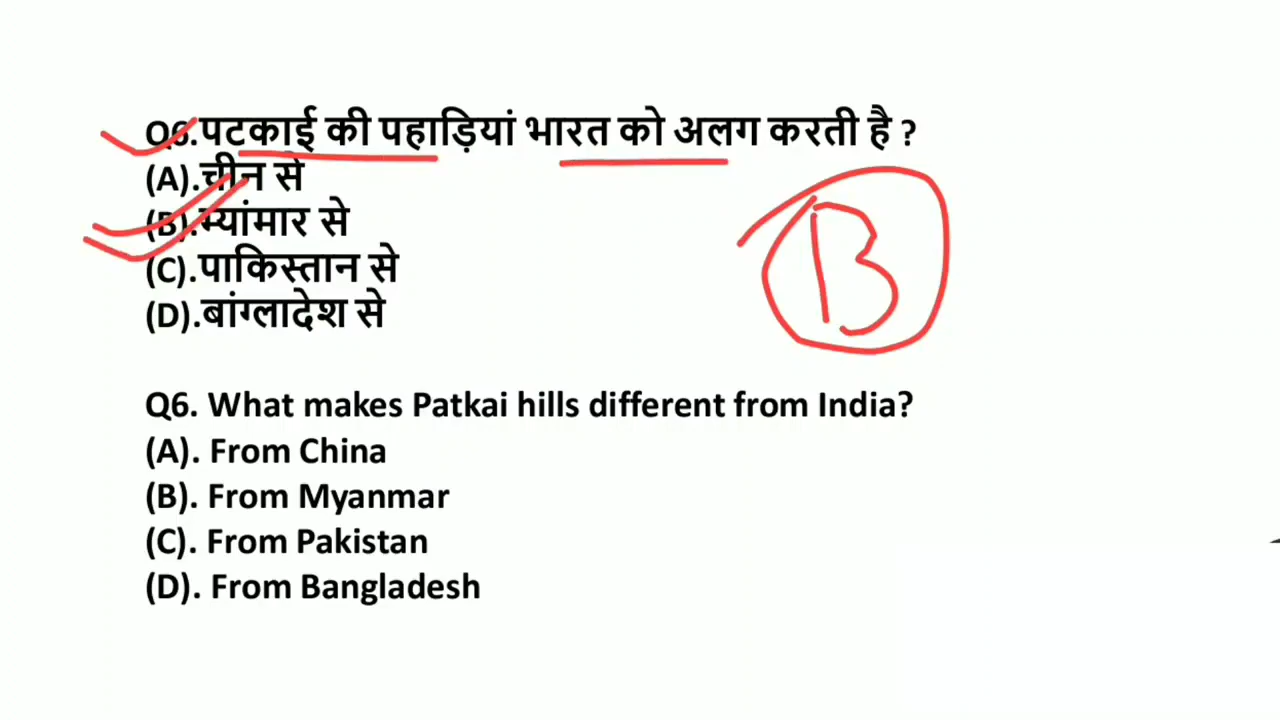 Q6.पटकाई की पहाड़ियां भारत को अलग करती है ?
(A).चीन से
(B).म्यांमार से
(C).पाकिस्तान से
(D).बांग्लादेश से
B
Q6. What makes Patkai hills different from India?
(A). From China
(B). From Myanmar
(C). From Pakistan
(D). From Bangladesh